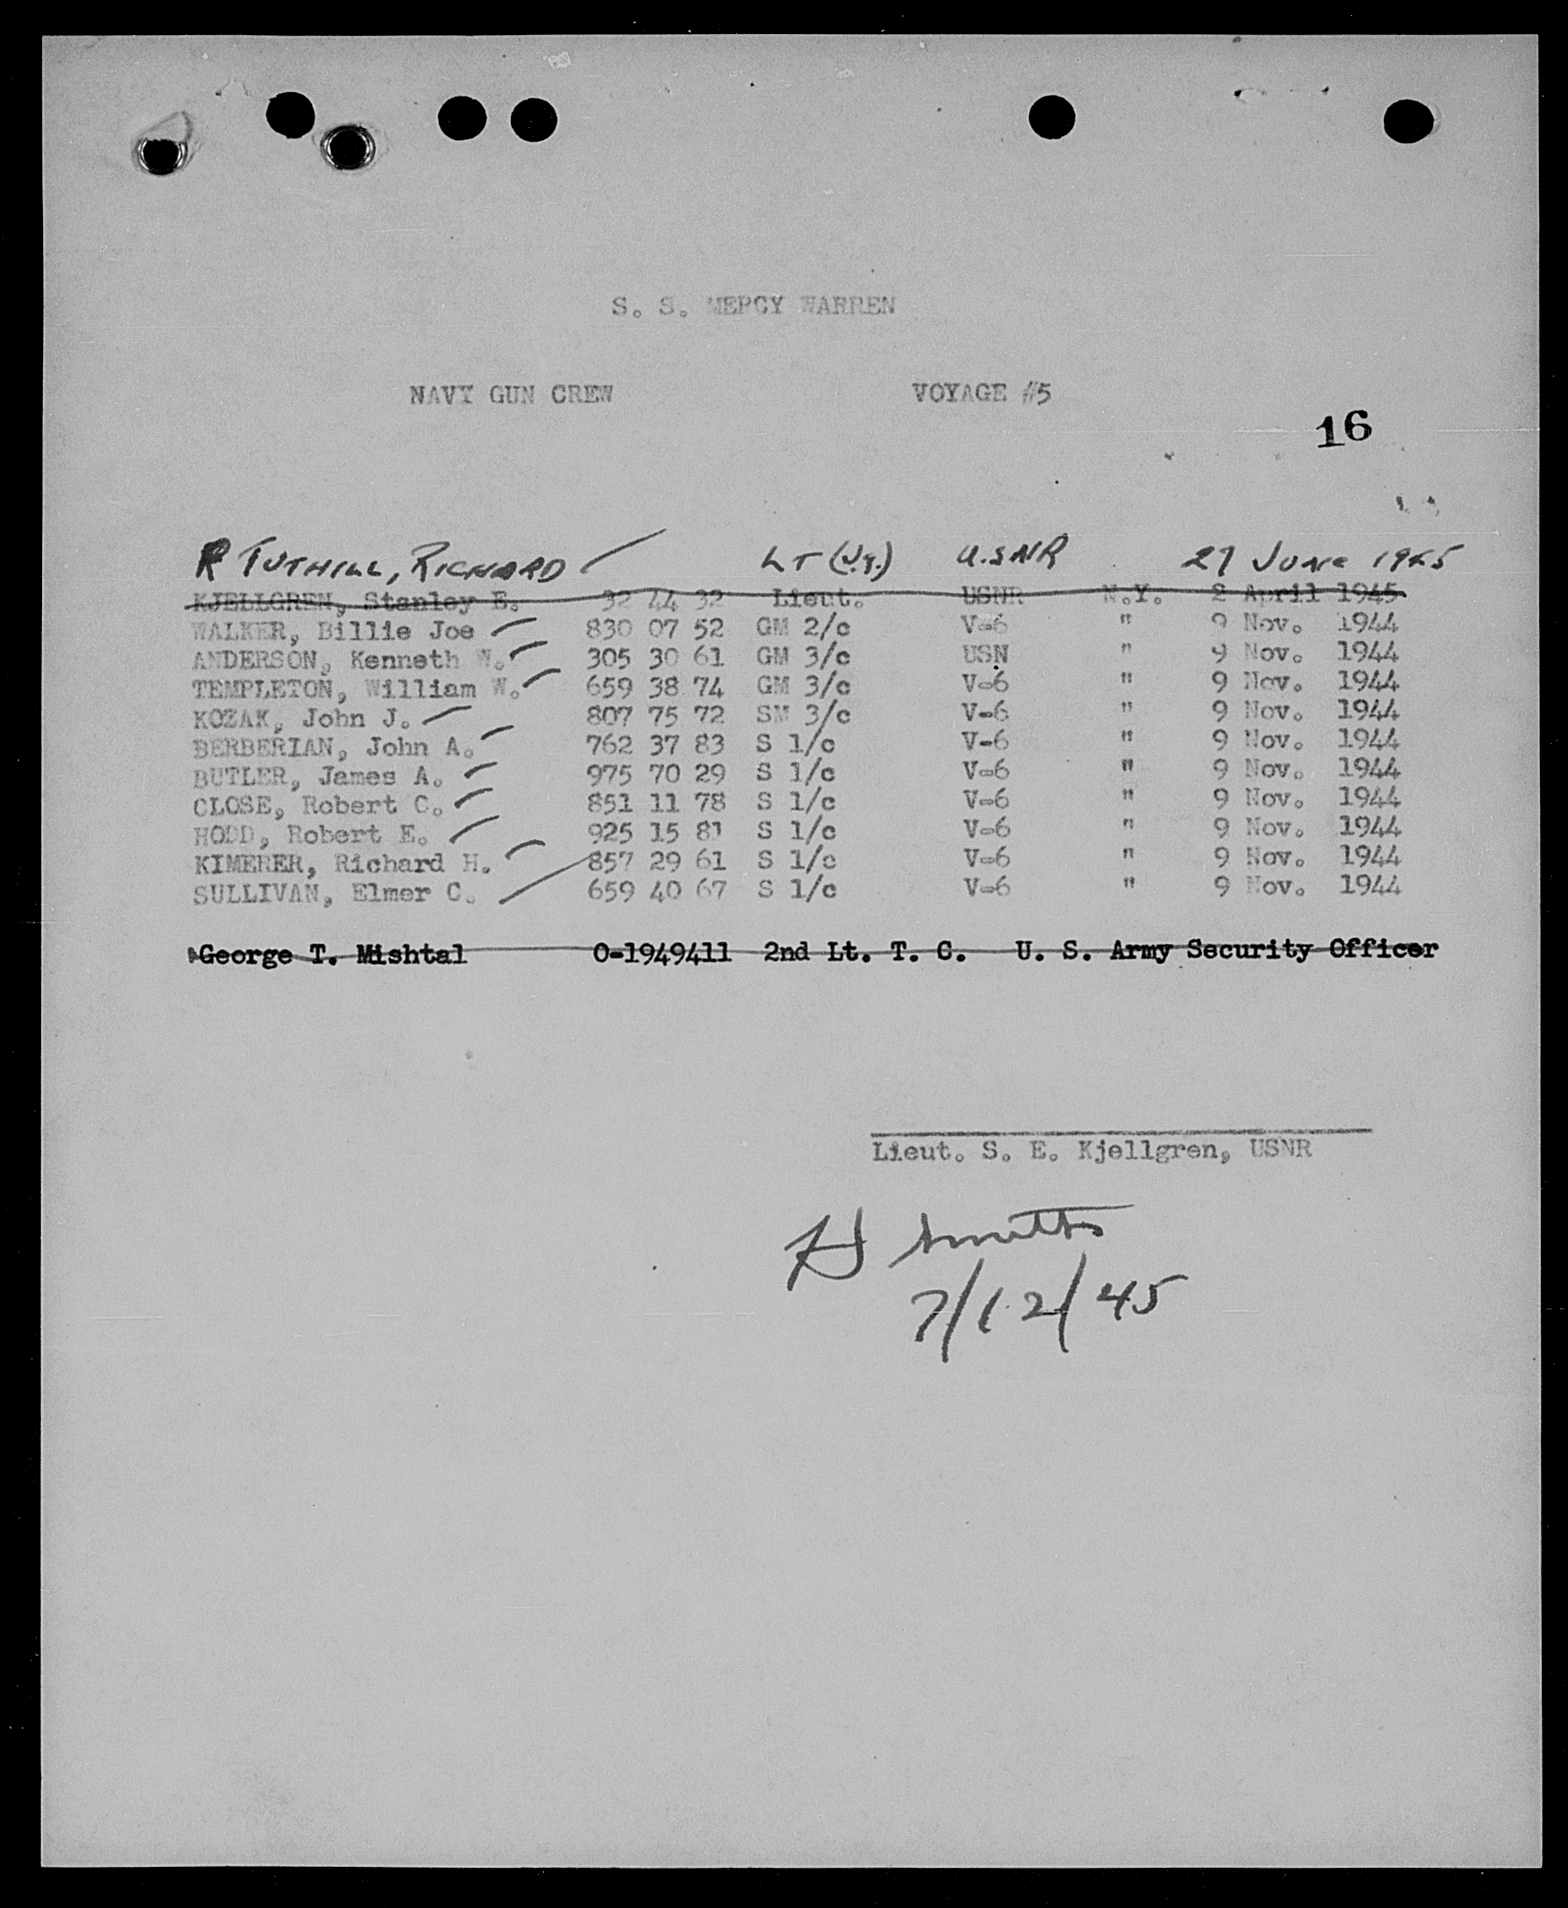 S. S. MERCY WARREN
NAVY GUN CREW VOYAGE #5
16
R TUTHILL, RICHARD LT (J.G.) U.S.N.R 27 JUNE 1945
KJELLGREN, Stanley E. 32 44 32 Lieut. USNR N.Y. 2 April 1945
WALKER, Billie Joe 830 07 52 GM 2/c V-6 " 9 Nov. 1944
ANDERSON, Kenneth W. 305 30 61 GM 3/c USN " 9 Nov. 1944
TEMPLETON, William W. 659 38 74 GM 3/c V-6 " 9 Nov. 1944
KOZAK, John J. 807 75 72 SM 3/c V-6 " 9 Nov. 1944
BERBERIAN, John A. 762 37 83 S 1/c V-6 " 9 Nov. 1944
BUTLER, James A. 975 70 29 S 1/c V-6 " 9 Nov. 1944
CLOSE, Robert C. 851 11 78 S 1/c V-6 " 9 Nov. 1944
HODD, Robert E. 925 15 81 S 1/c V-6 " 9 Nov. 1944
KIMERER, Richard H. 857 29 61 S 1/c V-6 " 9 Nov. 1944
SULLIVAN, Elmer C. 659 40 67 S 1/c V-6 " 9 Nov. 1944
George T. Mishtal O-1949411 2nd Lt. T. C. U. S. Army Security Officer
Lieut. S. E. Kjellgren, USNR
7/12/45